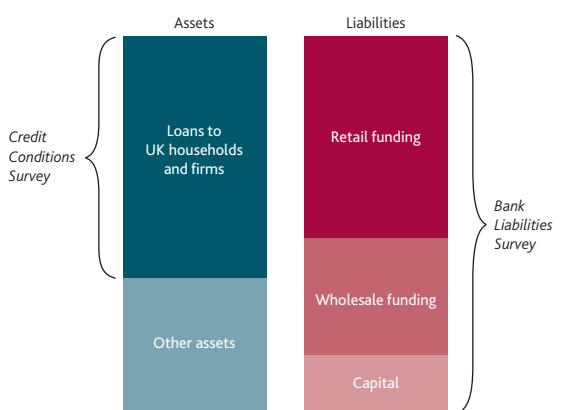 Assets
Liabilities
Credit
Conditions
Survey
Loans to
UK households
and firms
Other assets
Retail funding
Wholesale funding
Capital
Bank
Liabilities
Survey